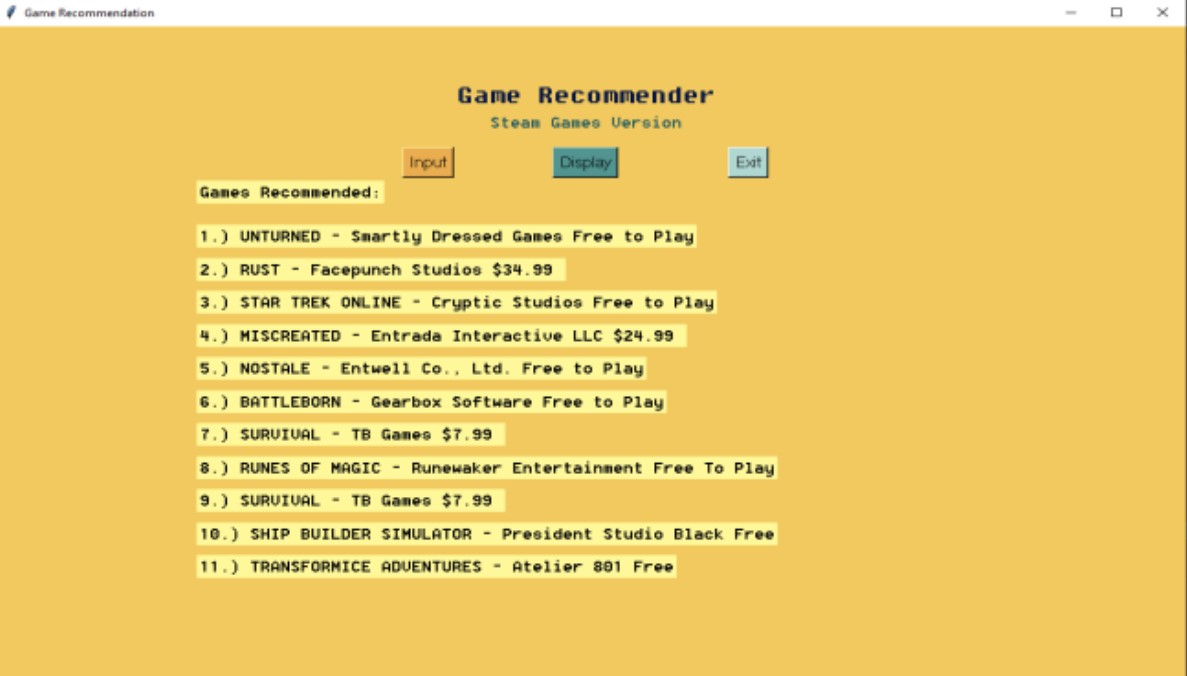 Game Recommendation
Game Recommender
Steam Games Version
Input Display Exit
Games Recommended:
1.) UNTURNED - Smartly Dressed Games Free to Play
2.) RUST - Facepunch Studios $34.99
3.) STAR TREK ONLINE - Cryptic Studios Free to Play
4.) MISCREATED - Entrada Interactive LLC $24.99
5.) NOSTALE - Entwell Co., Ltd. Free to Play
6.) BATTLEBORN - Gearbox Software Free to Play
7.) SURVIVAL - TB Games $7.99
8.) RUNES OF MAGIC - Runewaker Entertainment Free To Play
9.) SURVIVAL - TB Games $7.99
10.) SHIP BUILDER SIMULATOR - President Studio Black Free
11.) TRANSFORMICE ADVENTURES - Atelier 801 Free